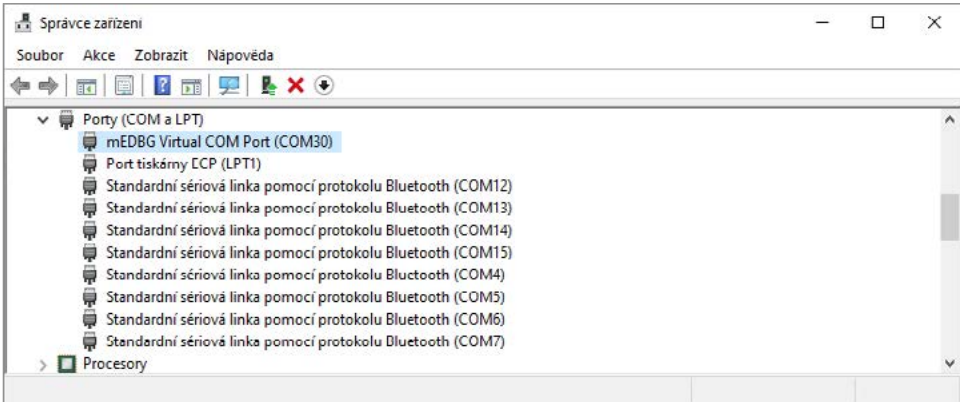 Správce zařízení
Soubor Akce Zobrazit Nápověda
Porty (COM a LPT)
mEDBG Virtual COM Port (COM30)
Port tiskárny ECP (LPT1)
Standardní sériová linka pomocí protokolu Bluetooth (COM12)
Standardní sériová linka pomocí protokolu Bluetooth (COM13)
Standardní sériová linka pomocí protokolu Bluetooth (COM14)
Standardní sériová linka pomocí protokolu Bluetooth (COM15)
Standardní sériová linka pomocí protokolu Bluetooth (COM4)
Standardní sériová linka pomocí protokolu Bluetooth (COM5)
Standardní sériová linka pomocí protokolu Bluetooth (COM6)
Standardní sériová linka pomocí protokolu Bluetooth (COM7)
Procesory